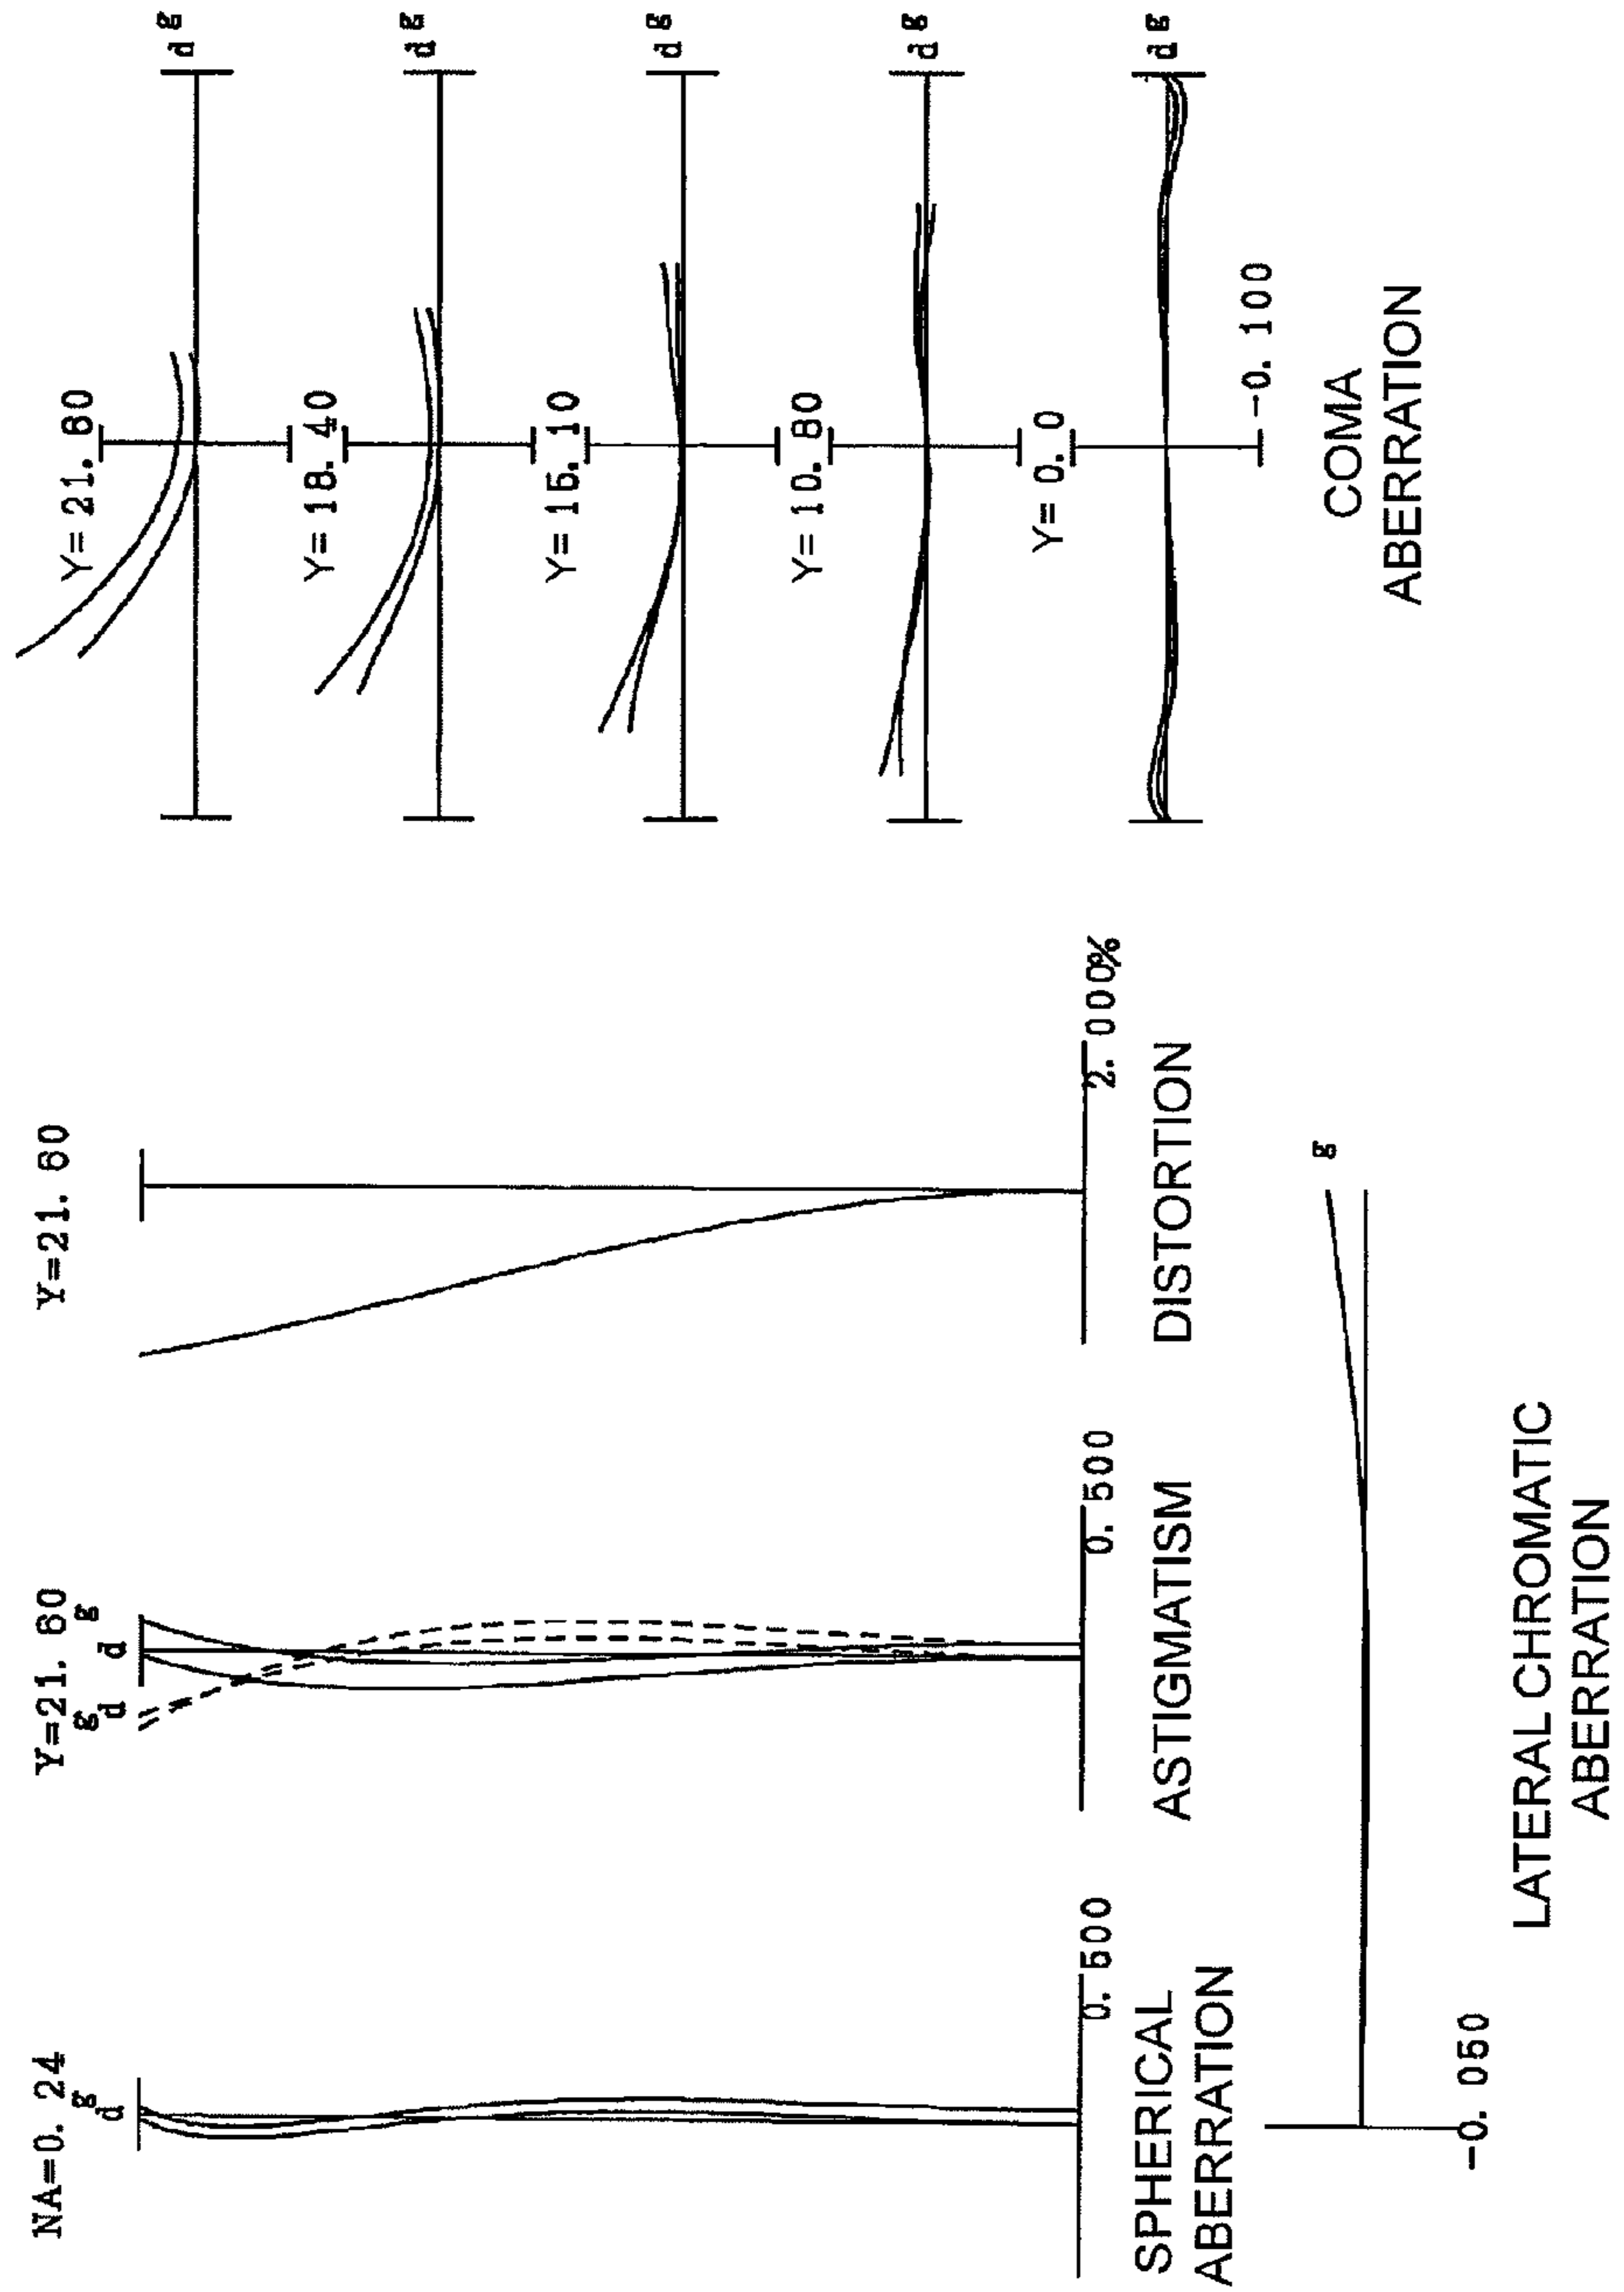 NA=0. 24
g
d
0. 500
SPHERICAL
ABERRATION
Y=21. 60
g
d
d
g
0. 500
ASTIGMATISM
Y=21. 60
2. 000%
DISTORTION
g
-0. 050
LATERAL CHROMATIC
ABERRATION
Y= 21. 60
d g
Y= 18. 40
d g
Y= 15. 10
d g
Y= 10. 80
d g
Y= 0. 0
d g
-0. 100
COMA
ABERRATION